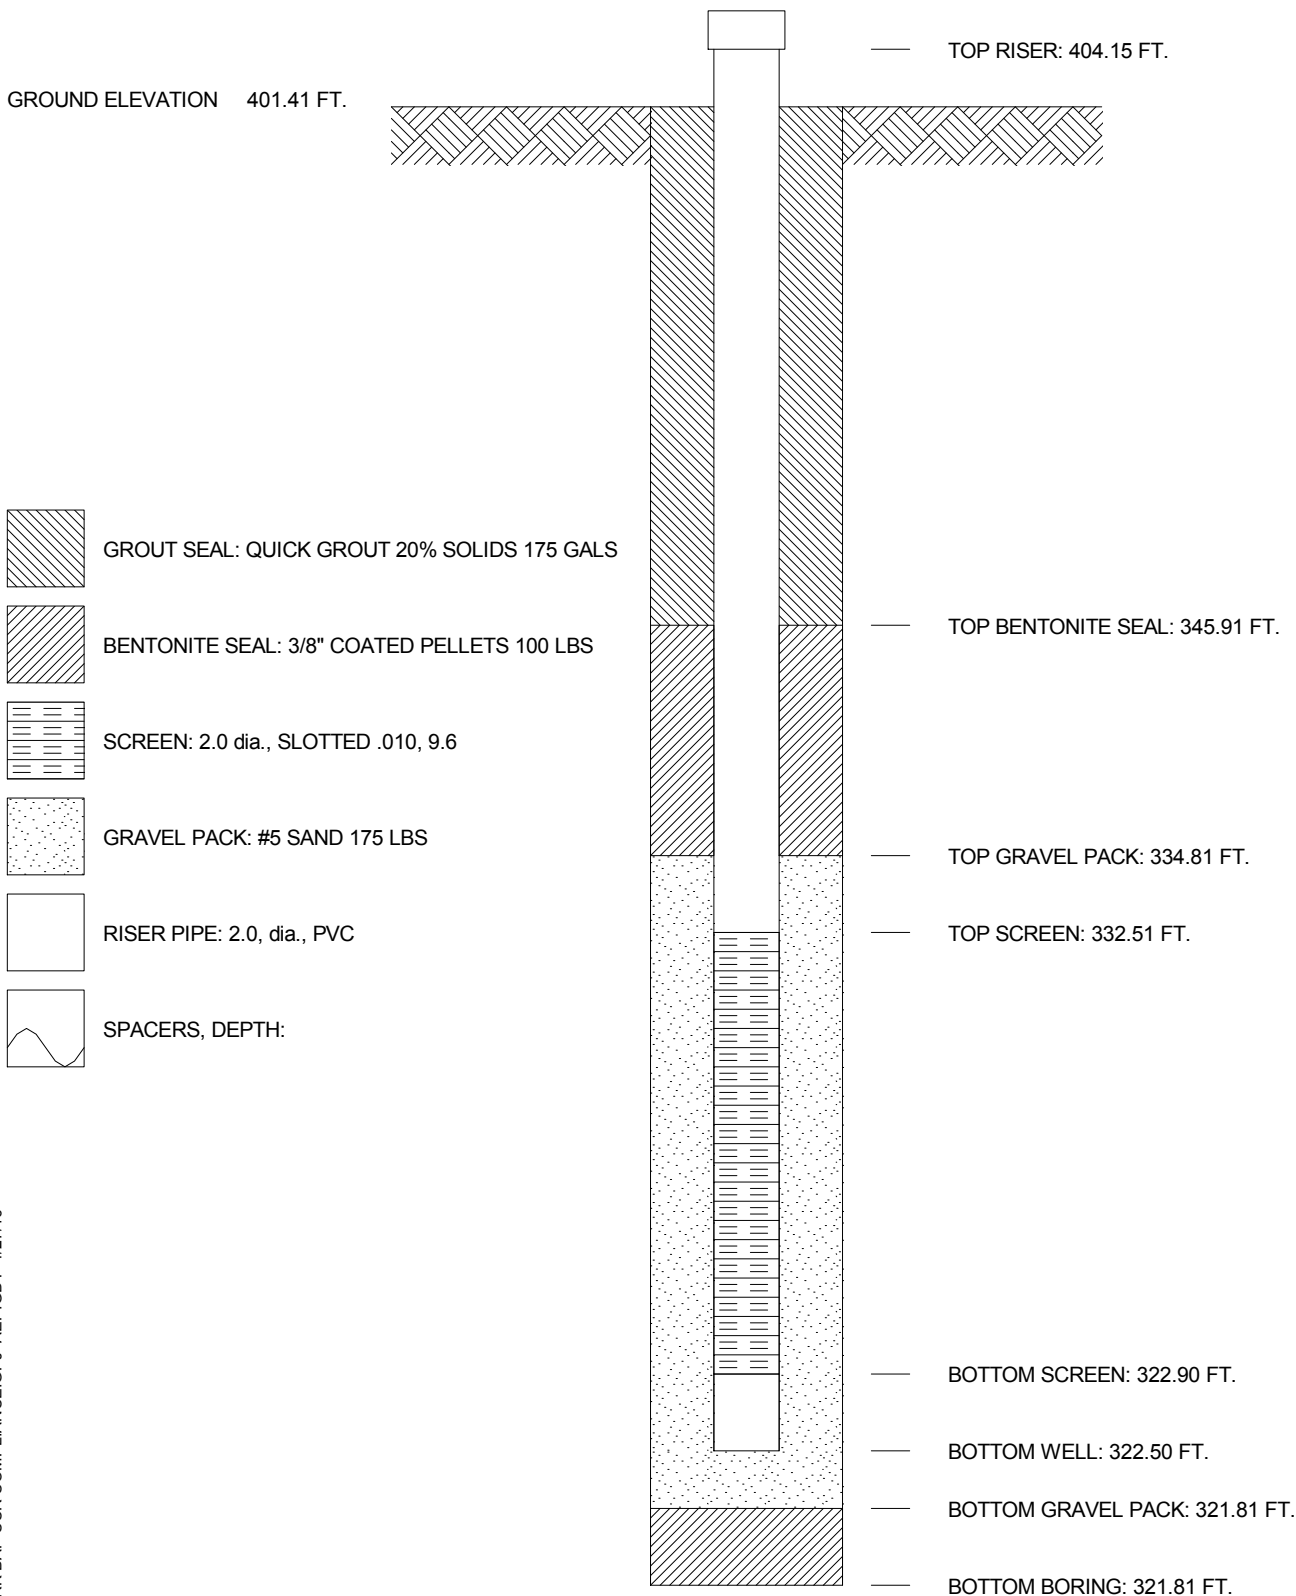 TOP RISER: 404.15 FT.
GROUND ELEVATION 401.41 FT.
GROUT SEAL: QUICK GROUT 20% SOLIDS 175 GALS
TOP BENTONITE SEAL: 345.91 FT.
BENTONITE SEAL: 3/8" COATED PELLETS 100 LBS
SCREEN: 2.0 dia., SLOTTED .010, 9.6
GRAVEL PACK: #5 SAND 175 LBS
TOP GRAVEL PACK: 334.81 FT.
RISER PIPE: 2.0, dia., PVC
TOP SCREEN: 332.51 FT.
SPACERS, DEPTH:
BOTTOM SCREEN: 322.90 FT.
BOTTOM WELL: 322.50 FT.
BOTTOM GRAVEL PACK: 321.81 FT.
BOTTOM BORING: 321.81 FT.